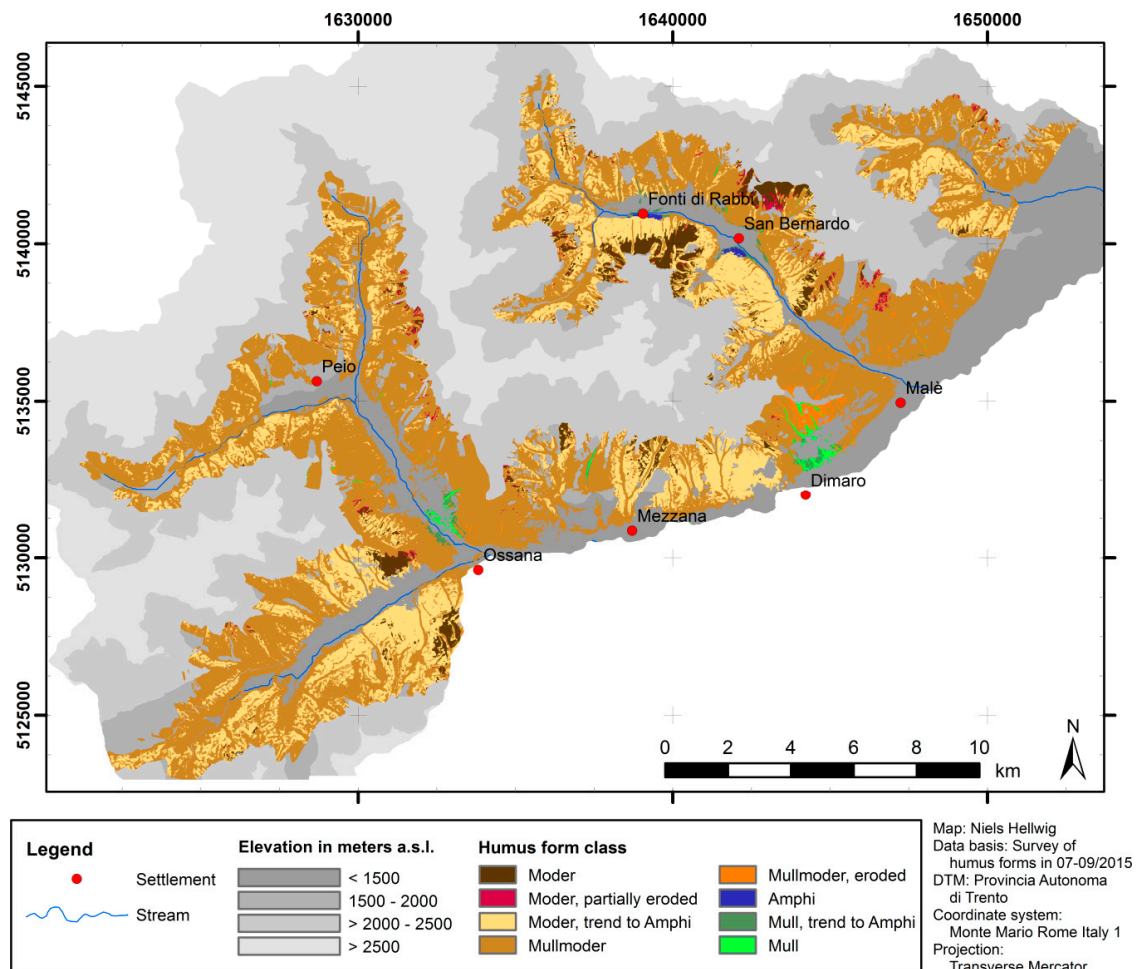 1630000 1640000 1650000
5145000
5140000
5135000
5130000
5125000
Fonti di Rabbi
San Bernardo
Peio
Malè
Dimaro
Mezzana
Ossana
N
0 2 4 6 8 10
km
Legend
Settlement
Stream
Elevation in meters a.s.l.
< 1500
1500 - 2000
> 2000 - 2500
> 2500
Humus form class
Moder
Moder, partially eroded
Moder, trend to Amphi
Mullmoder
Mullmoder, eroded
Amphi
Mull, trend to Amphi
Mull
Map: Niels Hellwig
Data basis: Survey of
humus forms in 07-09/2015
DTM: Provincia Autonoma
di Trento
Coordinate system:
Monte Mario Rome Italy 1
Projection:
Transverse Mercator